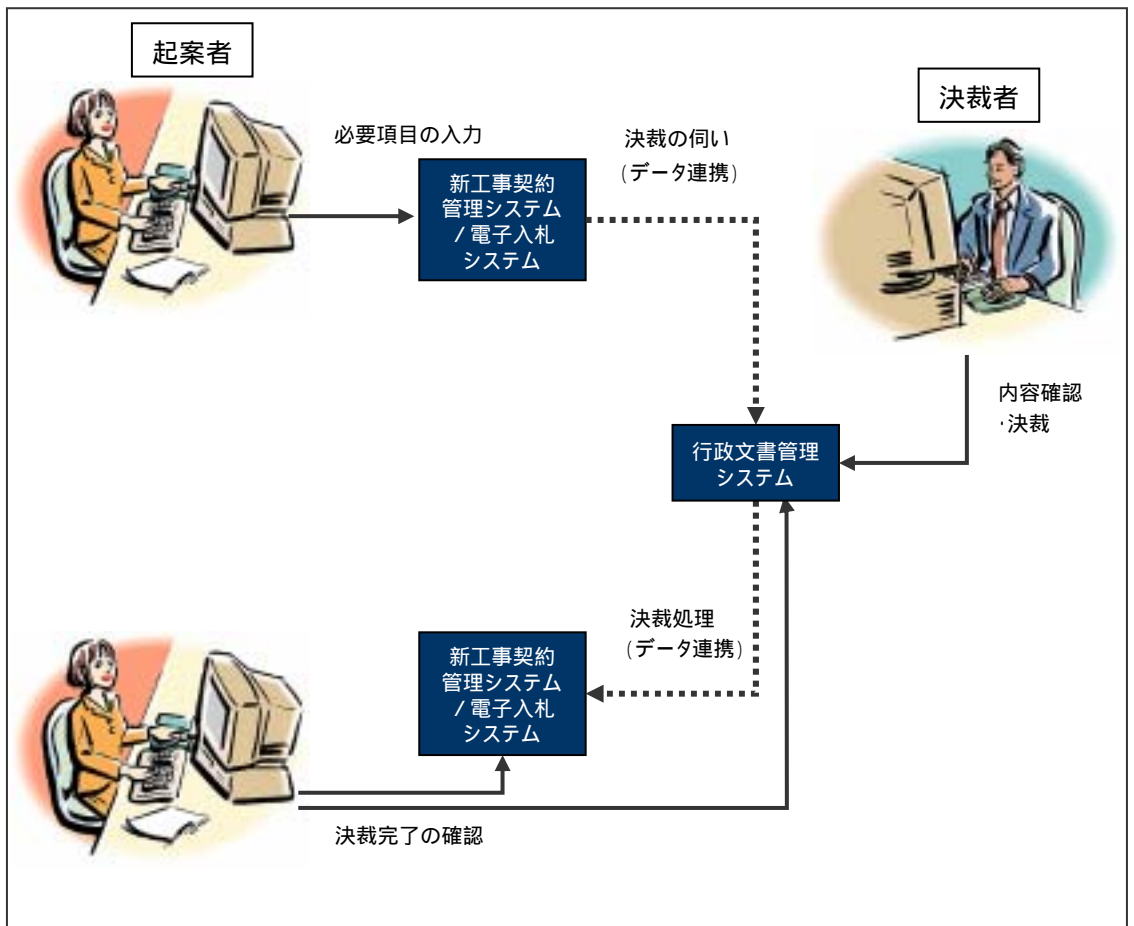 起案者
決裁者
必要項目の入力
決裁の伺い
(データ連携)
新工事契約
管理システム
/電子入札
システム
内容確認
・決裁
行政文書管理
システム
決裁処理
(データ連携)
新工事契約
管理システム
/電子入札
システム
決裁完了の確認